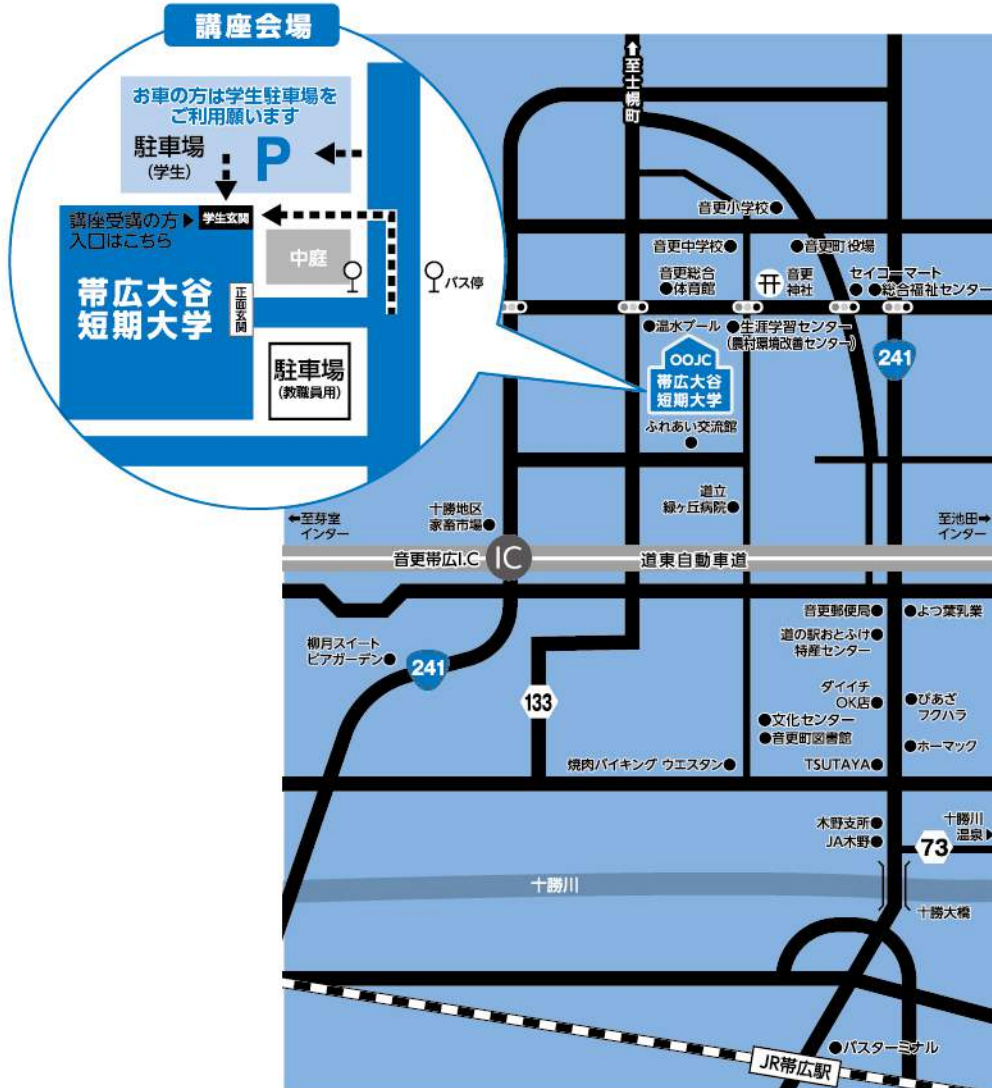 講座会場
お車の方は学生駐車場を
ご利用願います
駐車場
(学生)
P
講座受講の方▶
入口はこちら
学生玄関
中庭
バス停
帯広大谷
短期大学
正面玄関
駐車場
(教職員用)
↑至士幌町
音更小学校●
音更中学校●
●音更町役場
音更総合
●体育館
音更
神社
セイコーマート
●
●総合福祉センター
●温水プール
●生涯学習センター
(農村環境改善センター)
241
OOJC
帯広大谷
短期大学
ふれあい交流館
●
道立
緑ヶ丘病院●
十勝地区
家畜市場●
←至芽室
インター
至池田→
インター
音更帯広I.C
IC
道東自動車道
音更郵便局●
●よつ葉乳業
道の駅おとふけ●
特産センター
柳月スイート
ピアガーデン●
241
133
ダイイチ
OK店●
●ぴあざ
フクハラ
●文化センター
●音更町図書館
●ホーマック
焼肉バイキング ウエスタン●
TSUTAYA●
木野支所●
JA木野●
十勝川
温泉▶
73
十勝川
十勝大橋
●バスターミナル
JR帯広駅